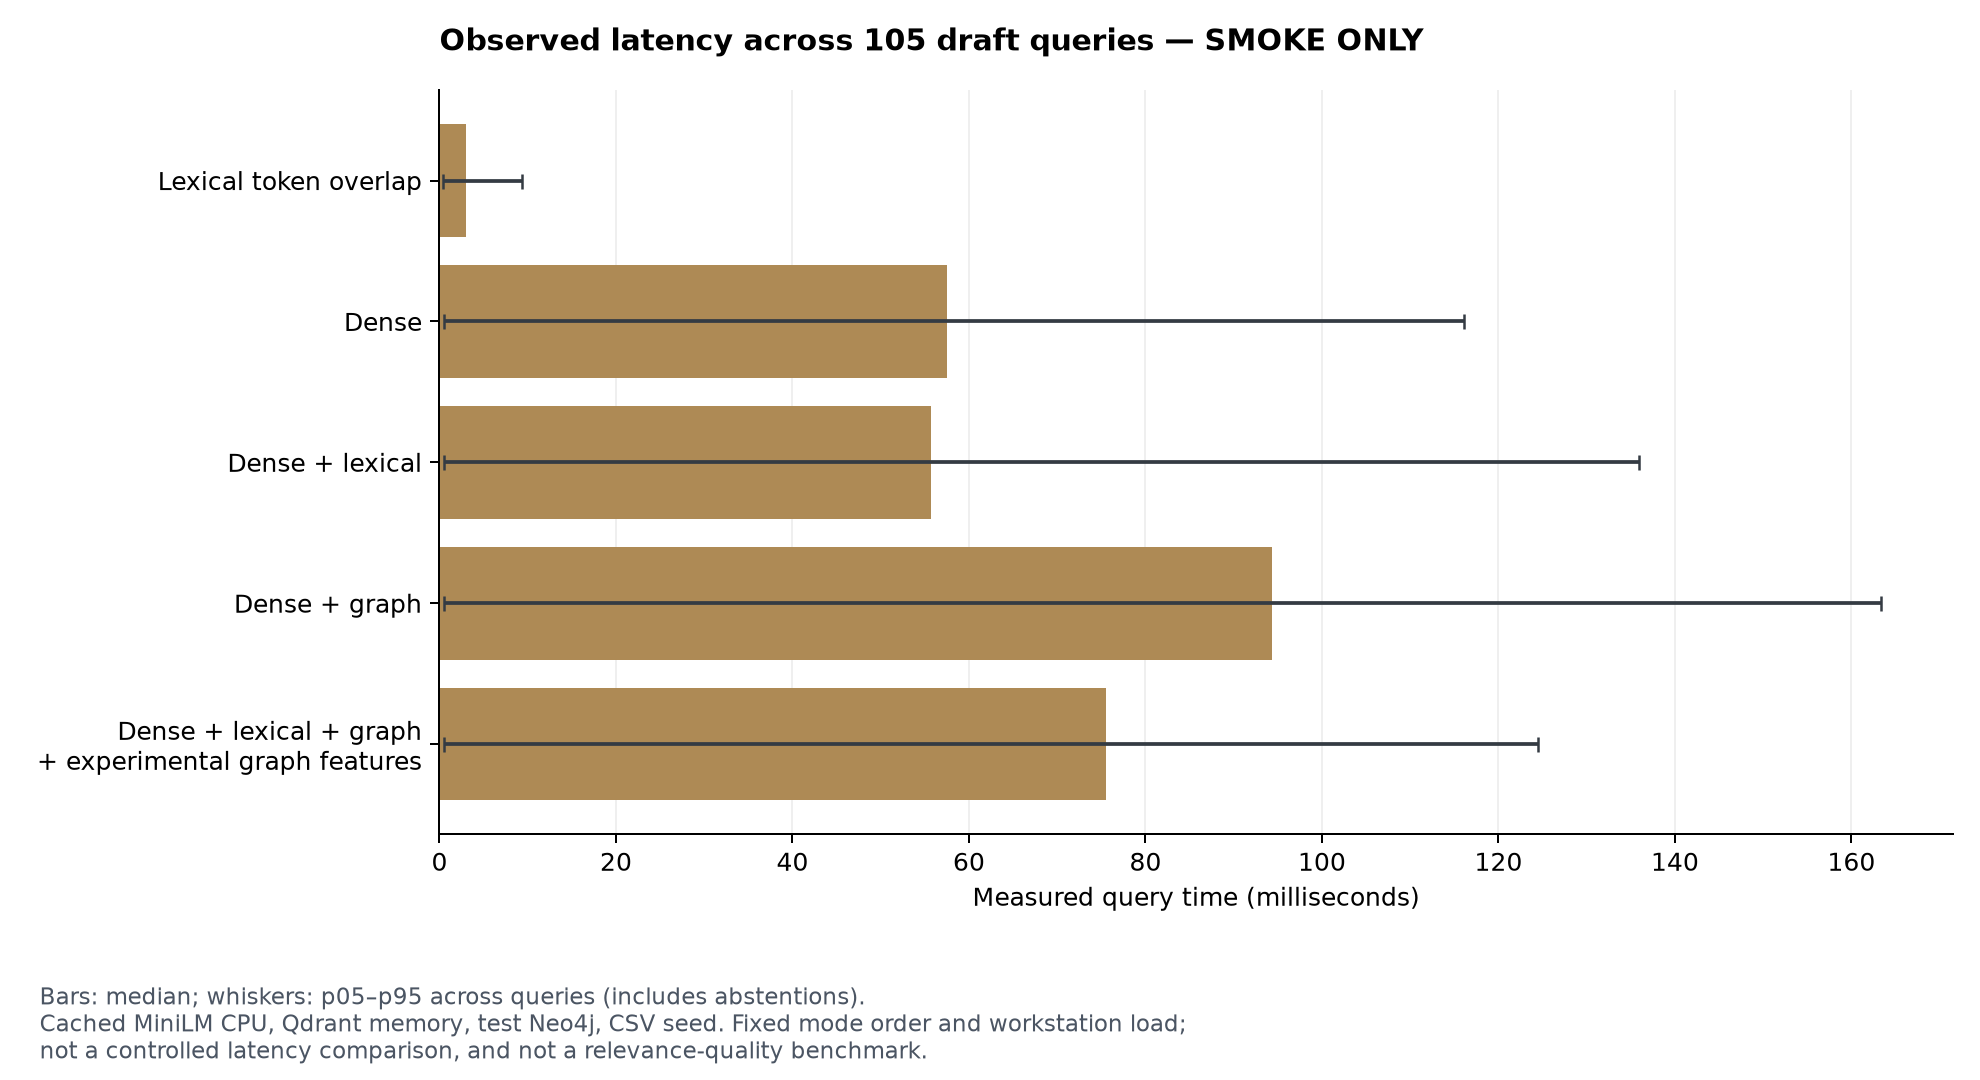 Observed latency across 105 draft queries — SMOKE ONLY
Lexical token overlap
Dense
Dense + lexical
Dense + graph
Dense + lexical + graph
+ experimental graph features
0 20 40 60 80 100 120 140 160
Measured query time (milliseconds)
Bars: median; whiskers: p05–p95 across queries (includes abstentions).
Cached MiniLM CPU, Qdrant memory, test Neo4j, CSV seed. Fixed mode order and workstation load;
not a controlled latency comparison, and not a relevance-quality benchmark.